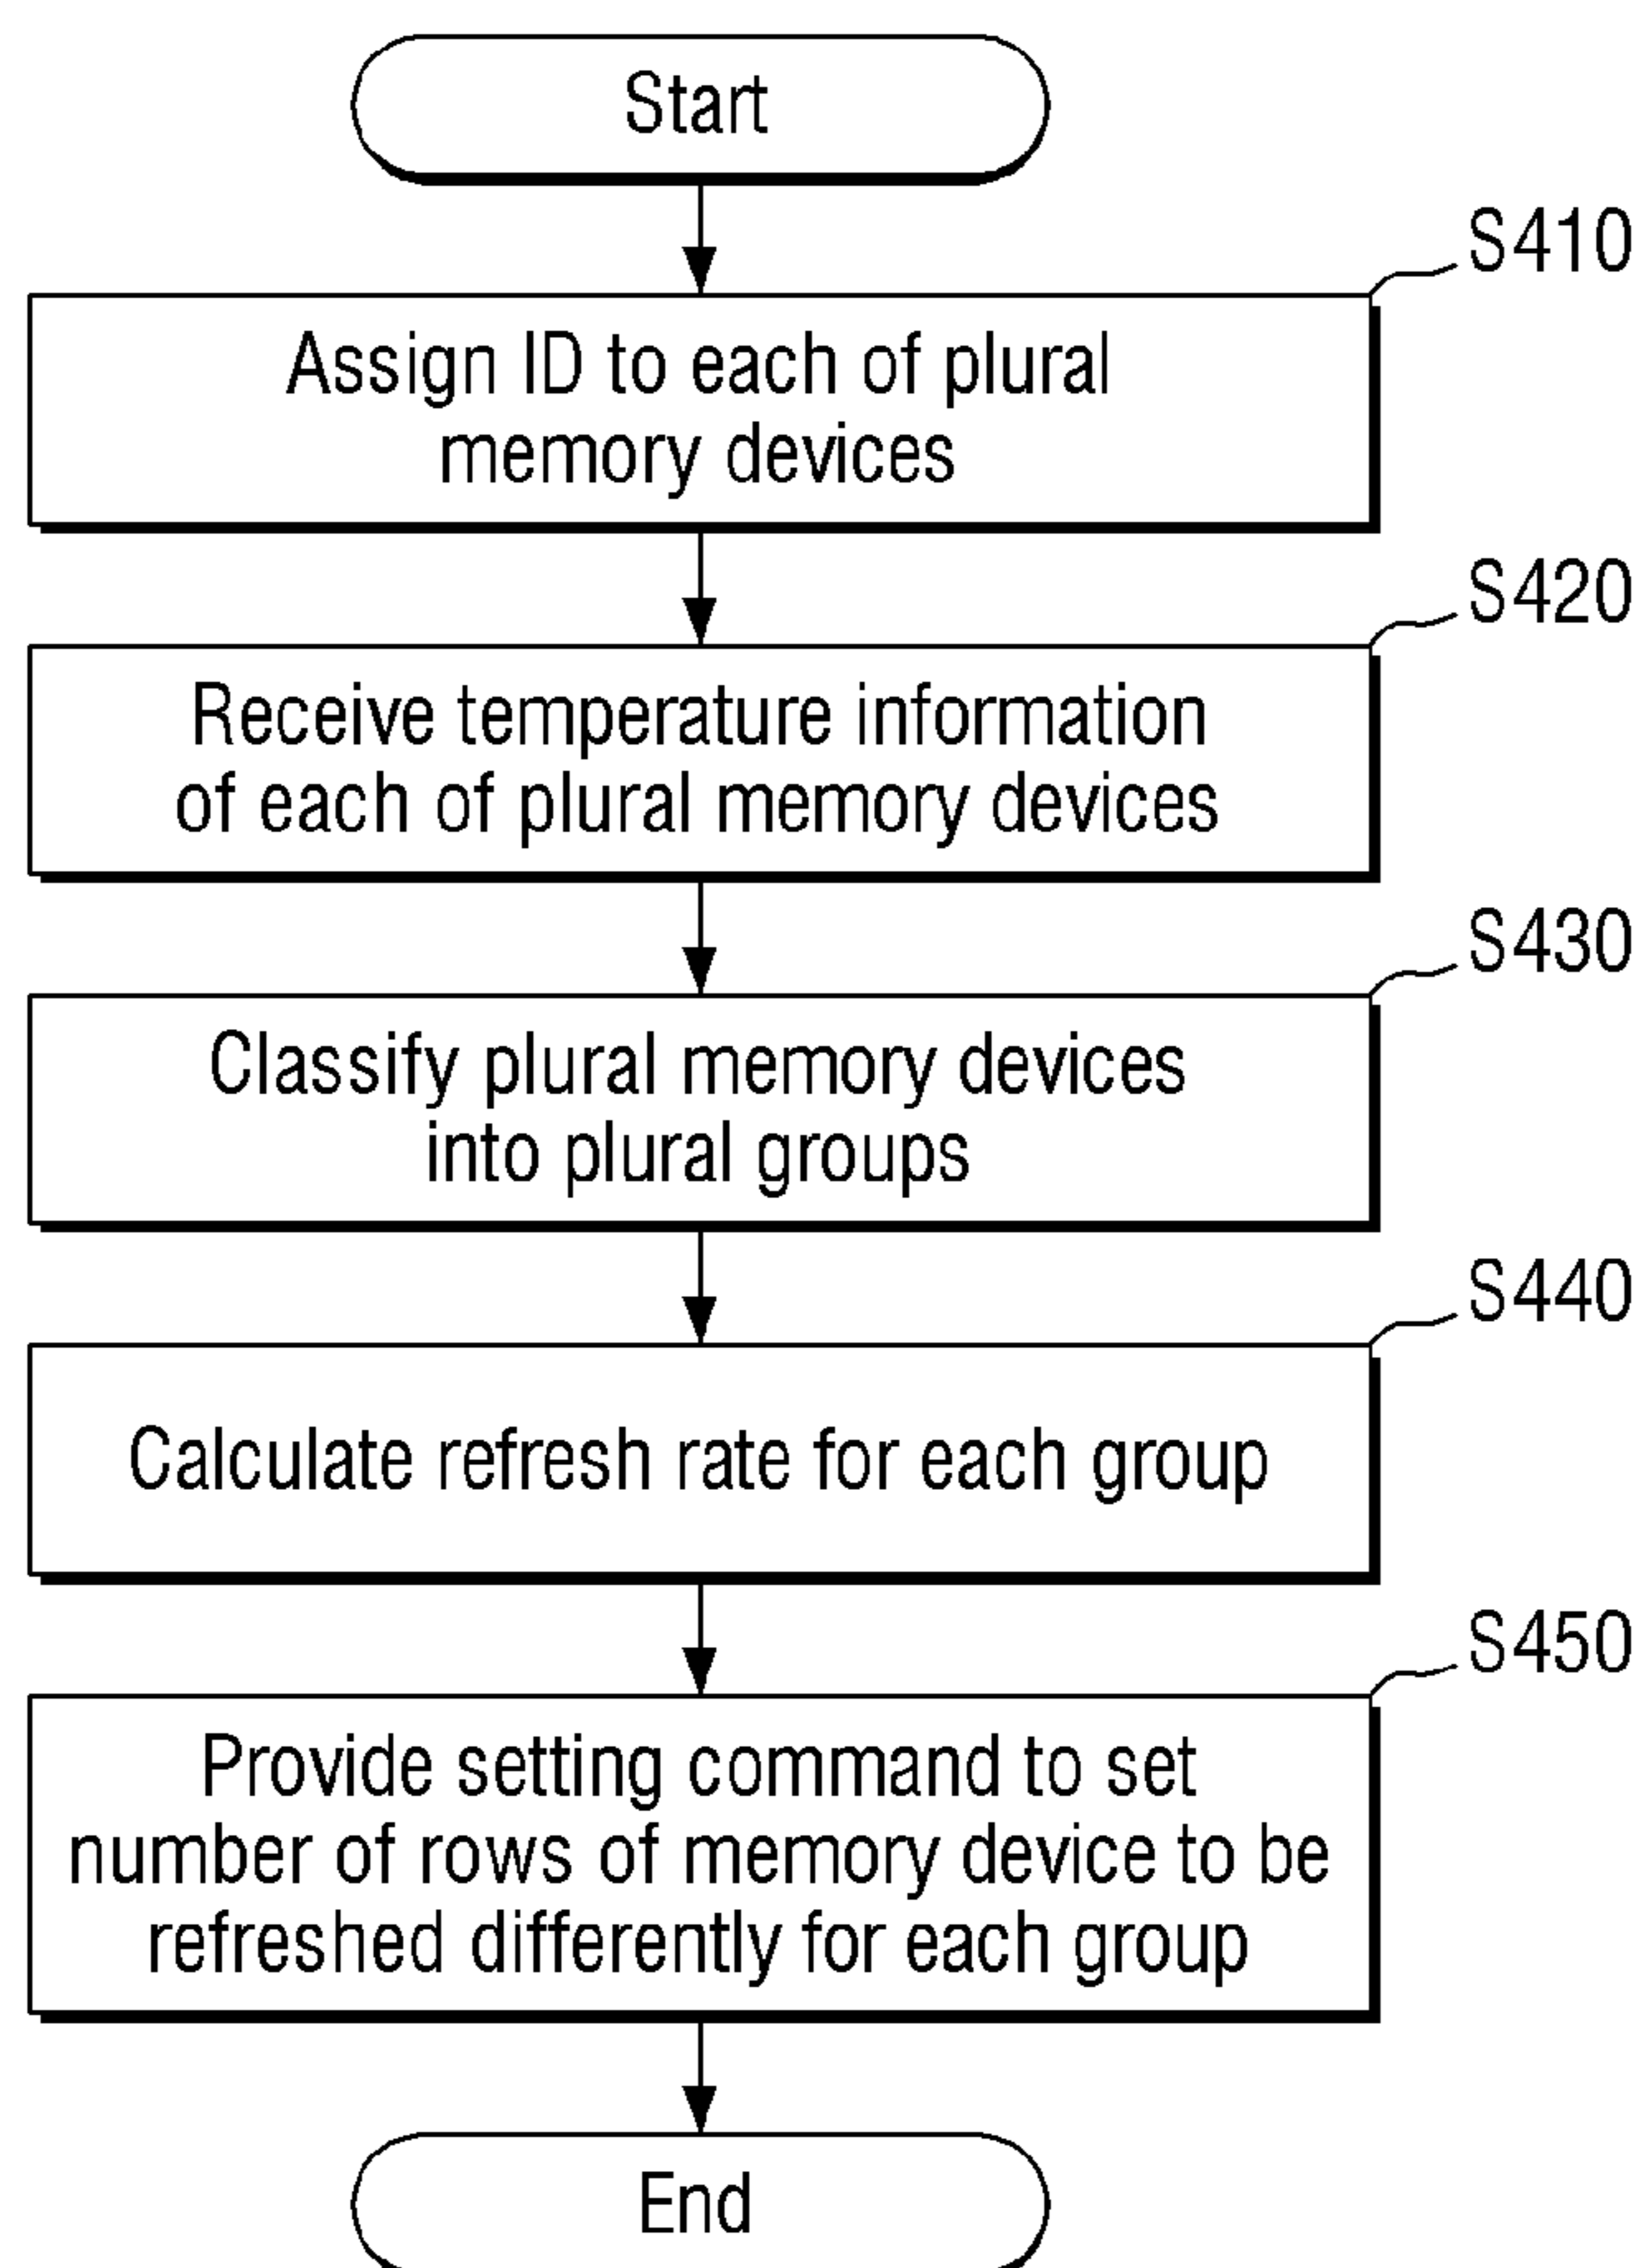 Start
S410
Assign ID to each of plural
memory devices
S420
Receive temperature information
of each of plural memory devices
S430
Classify plural memory devices
into plural groups
S440
Calculate refresh rate for each group
S450
Provide setting command to set
number of rows of memory device to be
refreshed differently for each group
End